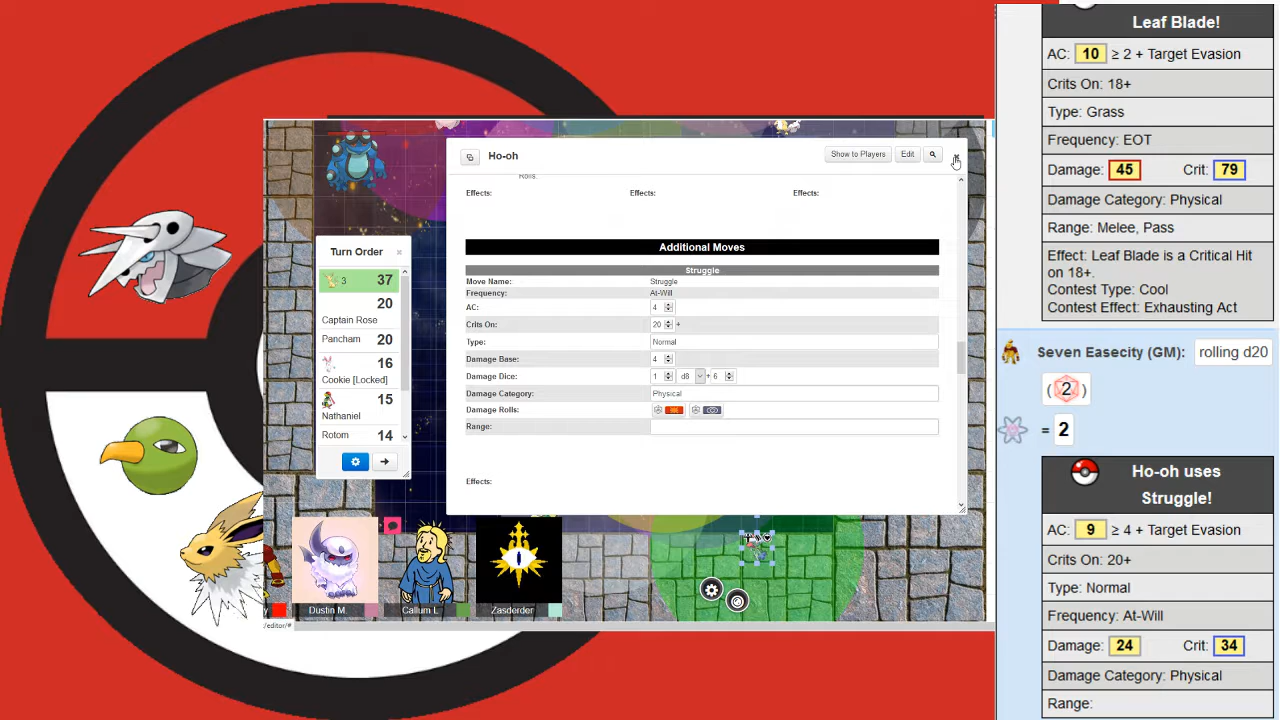 Ho-oh
Show to Players
Edit
Rolls:
Effects: Effects: Effects:
Additional Moves
Struggle
Move Name: Struggle
Frequency: At-Will
AC: 4
Crits On: 20 +
Type: Normal
Damage Base: 4
Damage Dice: 1 d8 + 6
Damage Category: Physical
Damage Rolls:
Range:
Effects:
Turn Order
3 37
20
Captain Rose
Pancham 20
16
Cookie [Locked]
15
Nathaniel
Rotom 14
Dustin M.
Callum L.
Zasderder
/editor/#
Leaf Blade!
AC: 10 ≥ 2 + Target Evasion
Crits On: 18+
Type: Grass
Frequency: EOT
Damage: 45 Crit: 79
Damage Category: Physical
Range: Melee, Pass
Effect: Leaf Blade is a Critical Hit
on 18+.
Contest Type: Cool
Contest Effect: Exhausting Act
Seven Easecity (GM): rolling d20
(2)
= 2
Ho-oh uses
Struggle!
AC: 9 ≥ 4 + Target Evasion
Crits On: 20+
Type: Normal
Frequency: At-Will
Damage: 24 Crit: 34
Damage Category: Physical
Range: